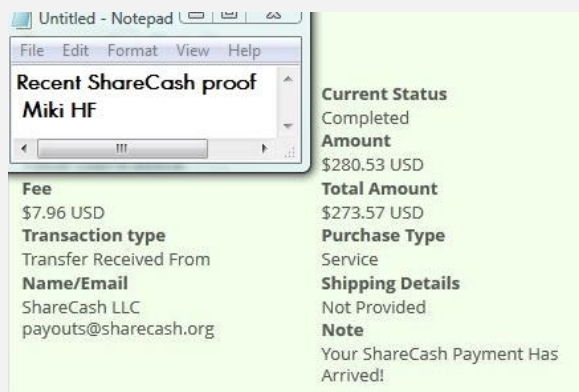 Untitled - Notepad
File Edit Format View Help
Recent ShareCash proof
Miki HF
Fee
$7.96 USD
Transaction type
Transfer Received From
Name/Email
ShareCash LLC
payouts@sharecash.org
Current Status
Completed
Amount
$280.53 USD
Total Amount
$273.57 USD
Purchase Type
Service
Shipping Details
Not Provided
Note
Your ShareCash Payment Has
Arrived!